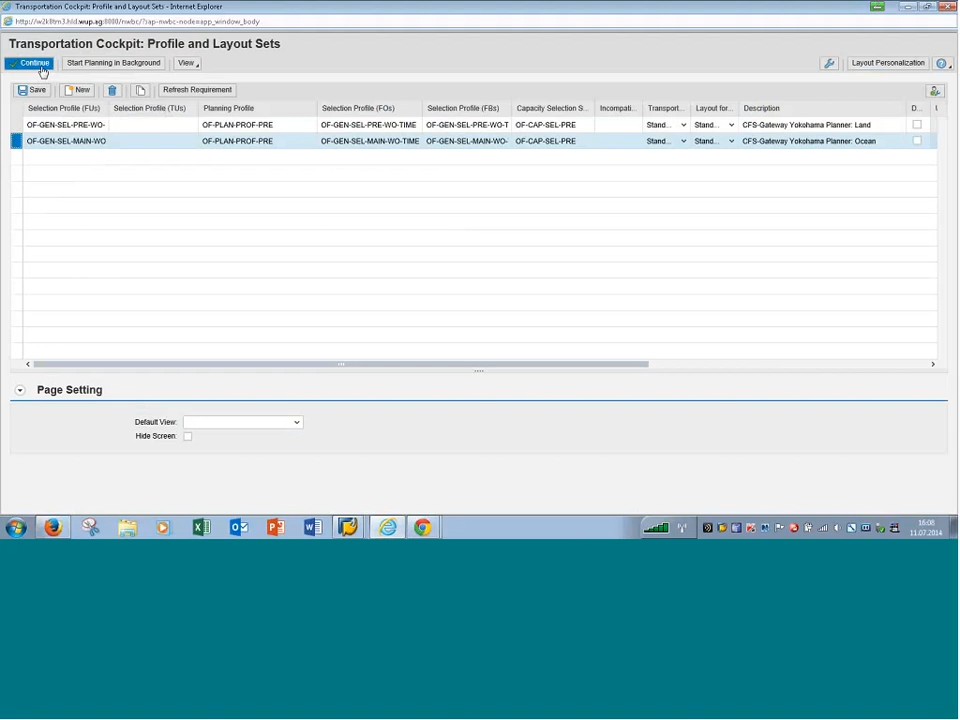 Transportation Cockpit: Profile and Layout Sets - Internet Explorer
Transportation Cockpit: Profile and Layout Sets
Continue Start Planning in Background View Layout Personalization
Save New Refresh Requirement
Selection Profile (FUs) Selection Profile (TUs) Planning Profile Selection Profile (FOs) Selection Profile (FBs) Capacity Selection S... Incompati... Transport... Layout for... Description D... U
OF-GEN-SEL-PRE-WO- OF-PLAN-PROF-PRE OF-GEN-SEL-PRE-WO-TIME OF-GEN-SEL-PRE-WO-T OF-CAP-SEL-PRE Stand... Stand... CFS-Gateway Yokohama Planner: Land
OF-GEN-SEL-MAIN-WO OF-PLAN-PROF-PRE OF-GEN-SEL-MAIN-WO-TIME OF-GEN-SEL-MAIN-WO- OF-CAP-SEL-PRE Stand... Stand... CFS-Gateway Yokohama Planner: Ocean
Page Setting
Default View:
Hide Screen:
16:08
11.07.2014